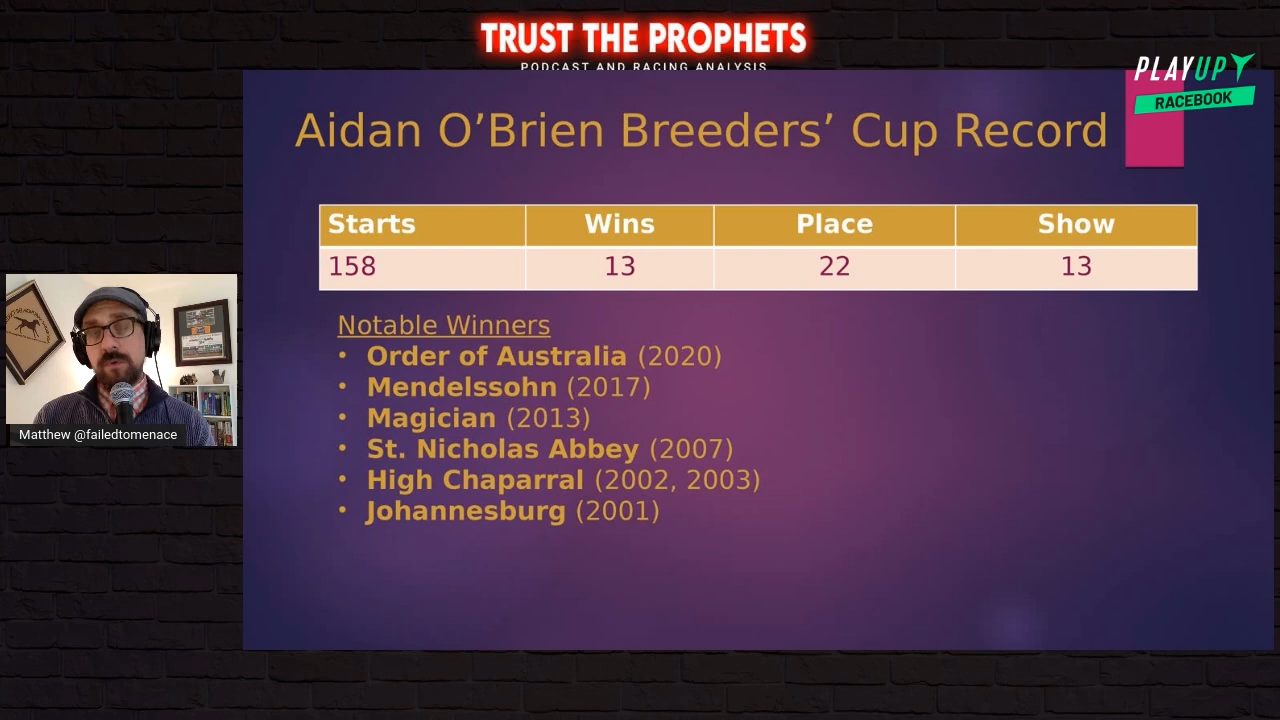 TRUST THE PROPHETS
PODCAST AND RACING ANALYSIS
PLAYUP
RACEBOOK
Aidan O’Brien Breeders’ Cup Record
Starts Wins Place Show
158 13 22 13
Notable Winners
• Order of Australia (2020)
• Mendelssohn (2017)
• Magician (2013)
• St. Nicholas Abbey (2007)
• High Chaparral (2002, 2003)
• Johannesburg (2001)
Matthew @failedtomenace